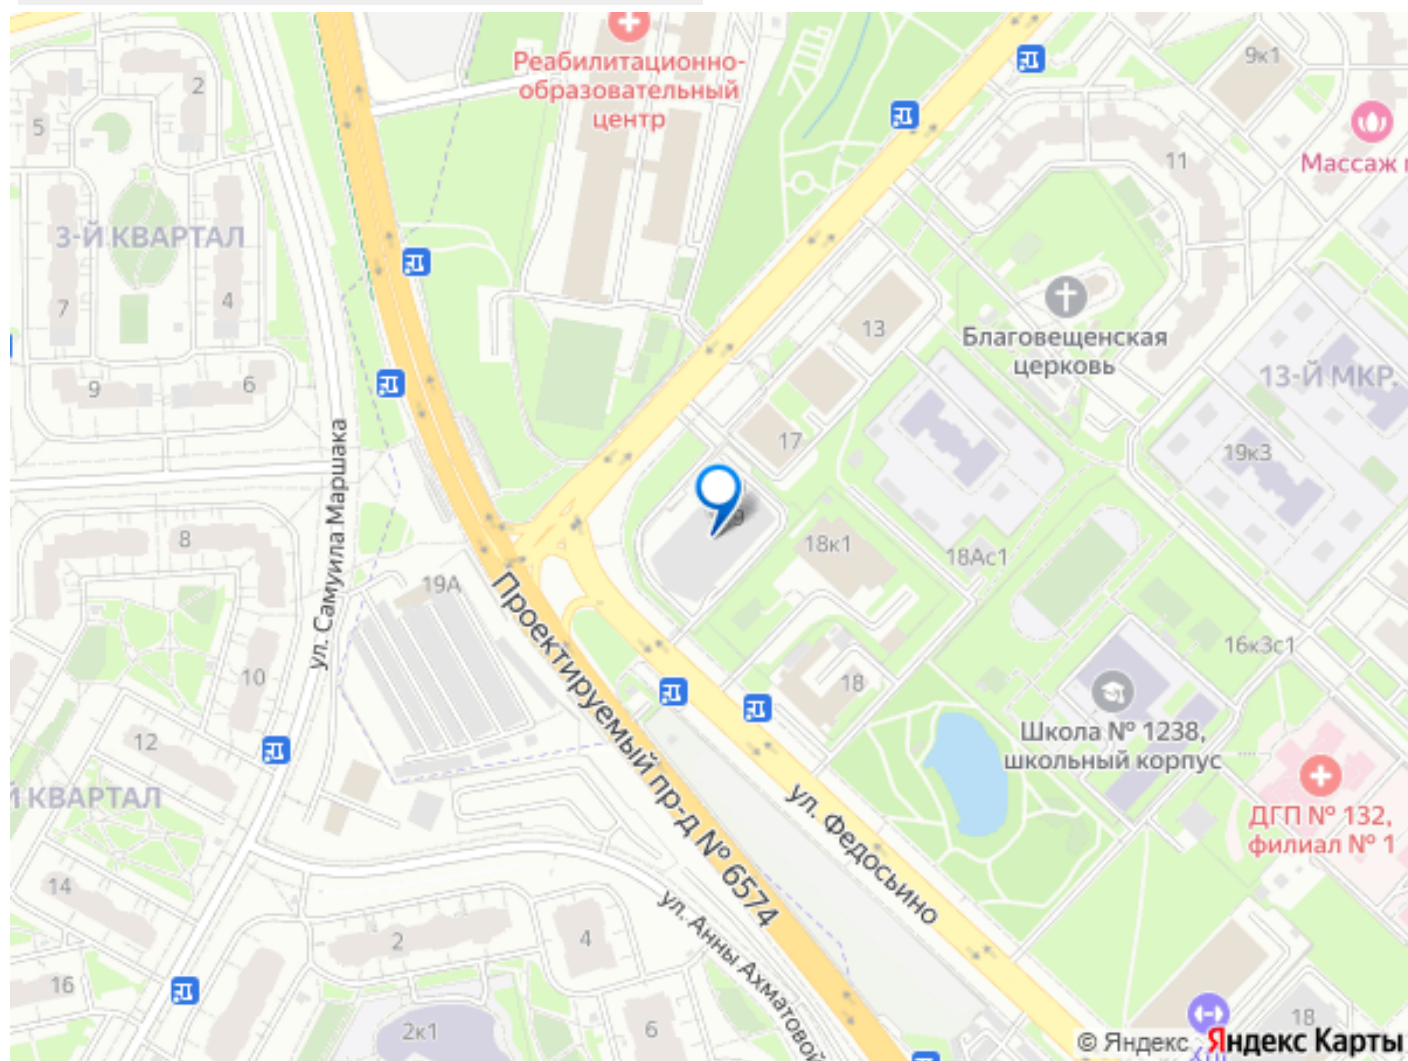 Реабилитационно-
образовательный
центр
9к1
2
5
11
Массаж
3-Й КВАРТАЛ
4
7
13
Благовещенская
церковь
13-Й МКР.
9
6
17
19к3
ул. Самуила Маршака
9
8
18к1
18Ас1
19А
Проектируемый пр-д № 6574
16к3с1
10
18
12
Школа № 1238,
школьный корпус
КВАРТАЛ
ул. Федосьино
ДГП № 132,
филиал № 1
14
2
4
ул. Анны Ахматовой
16
2к1
6
18
© Яндекс Яндекс Карты